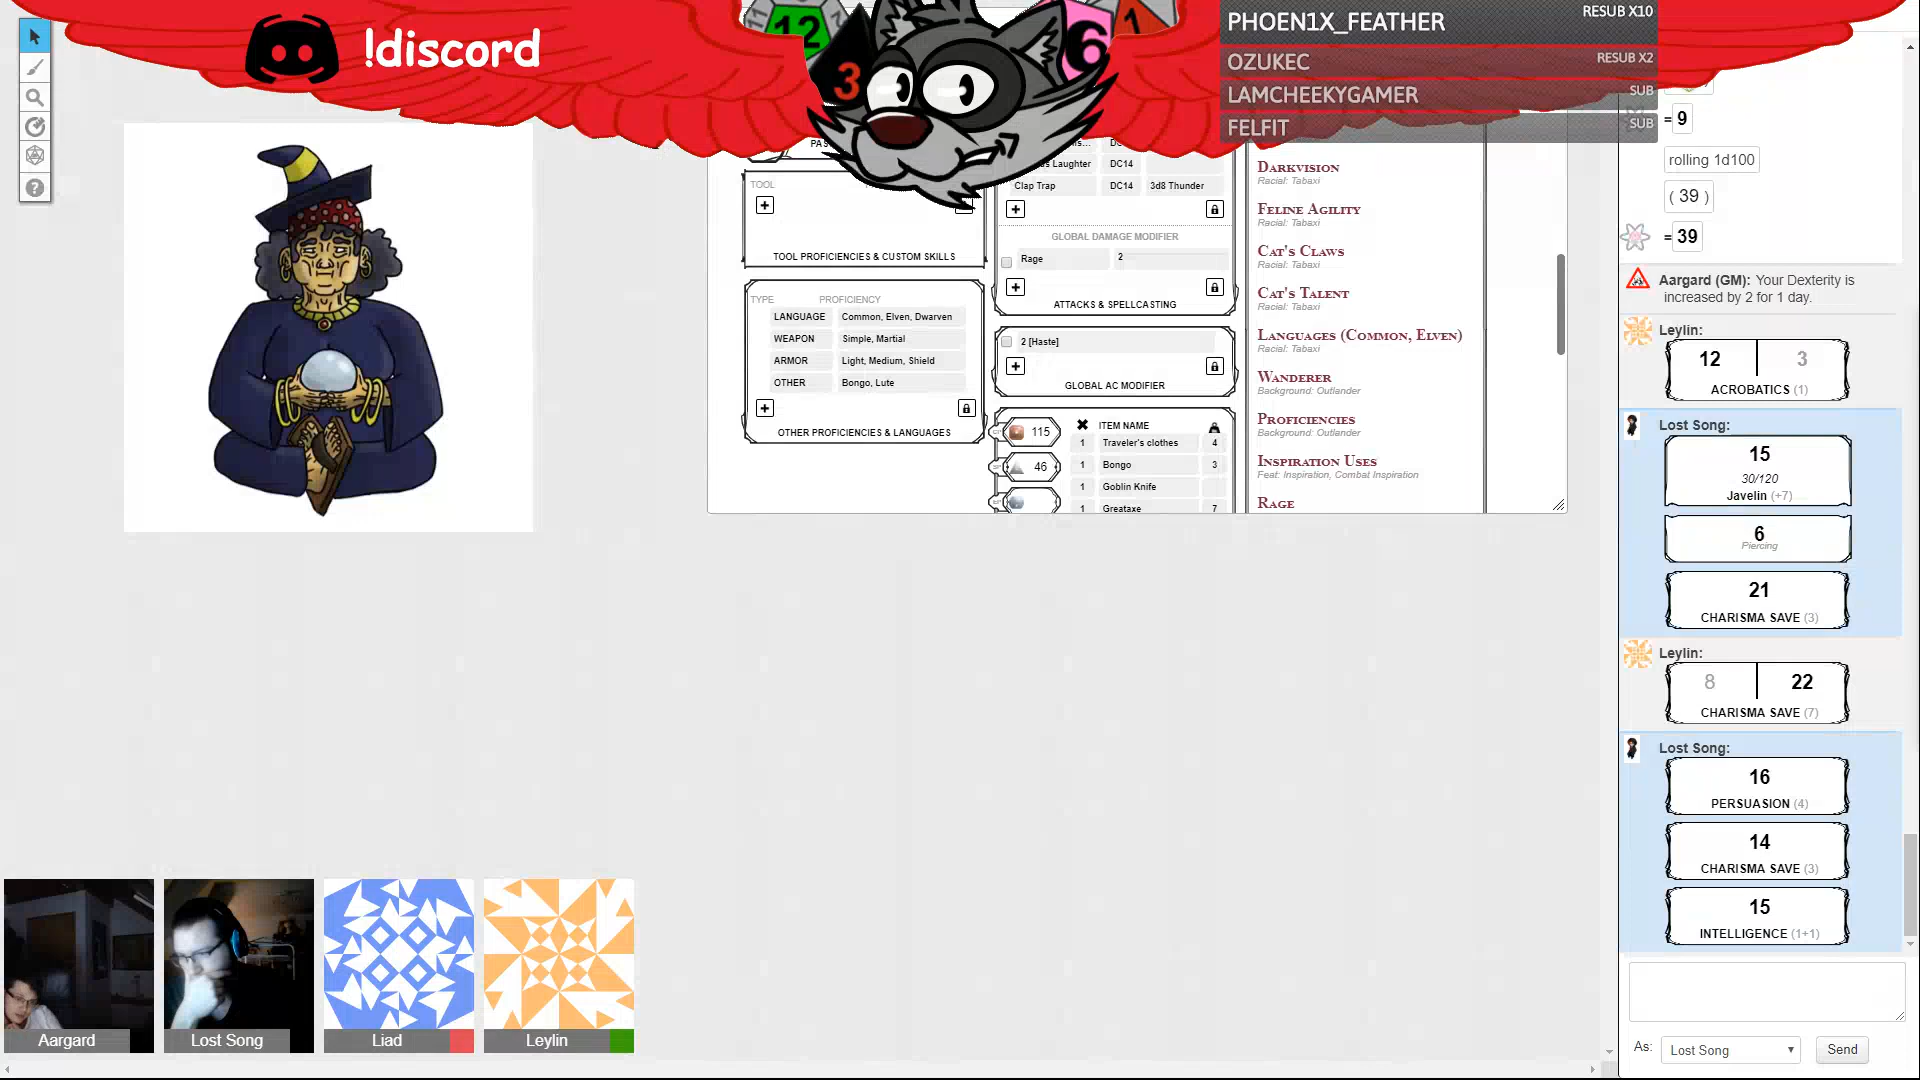 !discord
12
3
6
1
PHOEN1X_FEATHER RESUB X10
OZUKEC RESUB X2
LAMCHEEKYGAMER SUB
FELFIT SUB
TOOL
TOOL PROFICIENCIES & CUSTOM SKILLS
TYPE PROFICIENCY
LANGUAGE Common, Elven, Dwarven
WEAPON Simple, Martial
ARMOR Light, Medium, Shield
OTHER Bongo, Lute
OTHER PROFICIENCIES & LANGUAGES
Laughter DC14
Clap Trap DC14 3d8 Thunder
GLOBAL DAMAGE MODIFIER
Rage 2
ATTACKS & SPELLCASTING
2 [Haste]
GLOBAL AC MODIFIER
115
46
ITEM NAME
1 Traveler's clothes 4
1 Bongo 3
1 Goblin Knife
1 Greataxe 7
DARKVISION
Racial: Tabaxi
FELINE AGILITY
Racial: Tabaxi
CAT'S CLAWS
Racial: Tabaxi
CAT'S TALENT
Racial: Tabaxi
LANGUAGES (COMMON, ELVEN)
Racial: Tabaxi
WANDERER
Background: Outlander
PROFICIENCIES
Background: Outlander
INSPIRATION USES
Feat: Inspiration, Combat Inspiration
RAGE
=9
rolling 1d100
( 39 )
=39
Aargard (GM): Your Dexterity is
increased by 2 for 1 day.
Leylin:
12 3
ACROBATICS (1)
Lost Song:
15
30/120
Javelin (+7)
6
Piercing
21
CHARISMA SAVE (3)
Leylin:
8 22
CHARISMA SAVE (7)
Lost Song:
16
PERSUASION (4)
14
CHARISMA SAVE (3)
15
INTELLIGENCE (1+1)
As: Lost Song Send
Aargard
Lost Song
Liad
Leylin